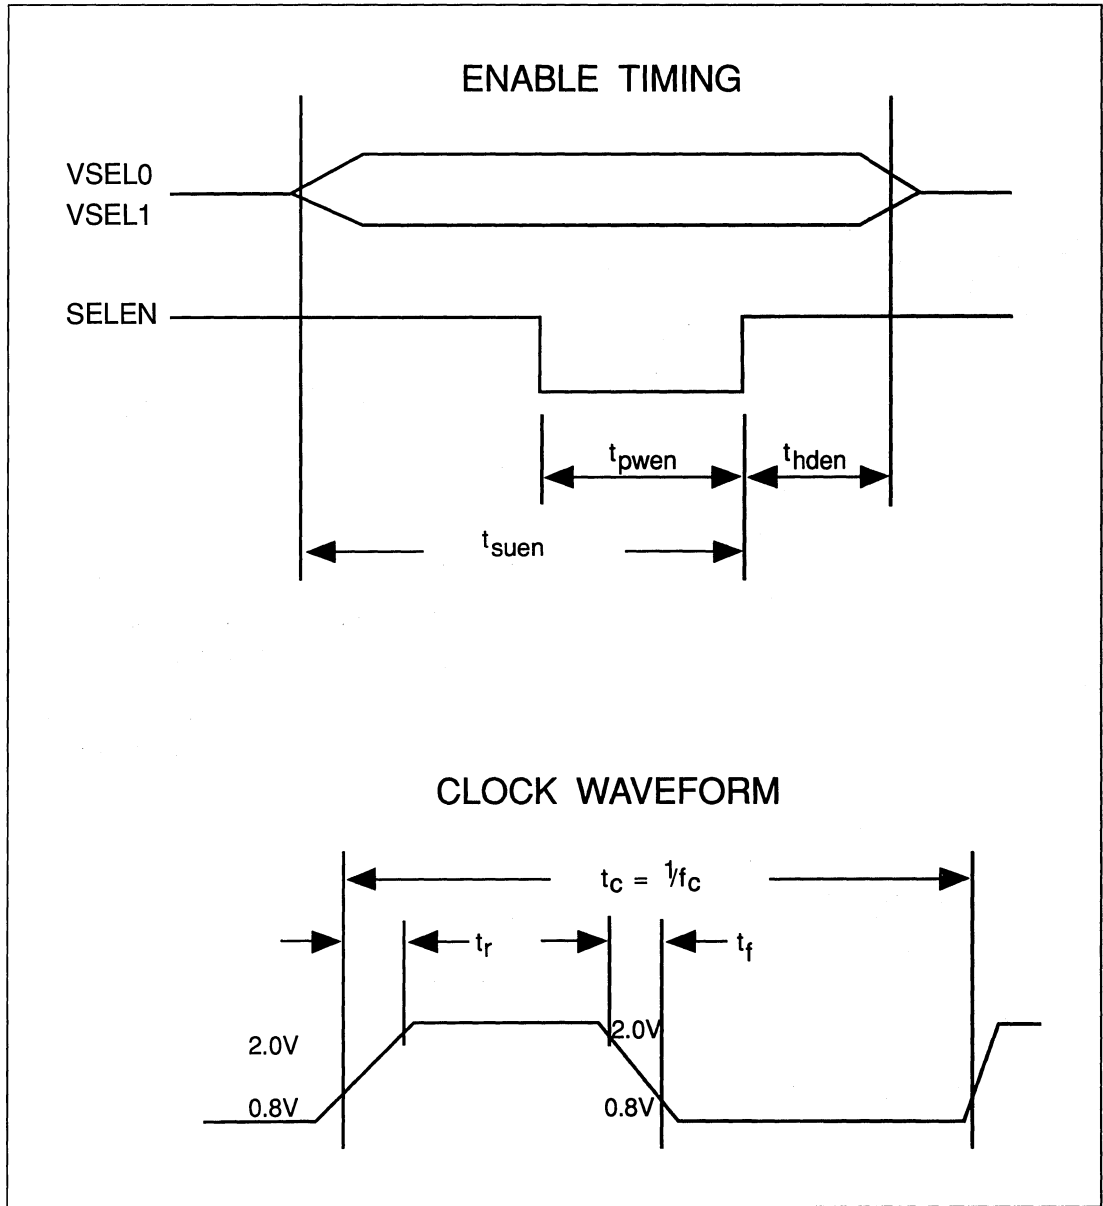 ENABLE TIMING
VSEL0
VSEL1
SELEN
tpwen
thden
tsuen
CLOCK WAVEFORM
tc = 1/fc
tr
tf
2.0V
2.0V
0.8V
0.8V